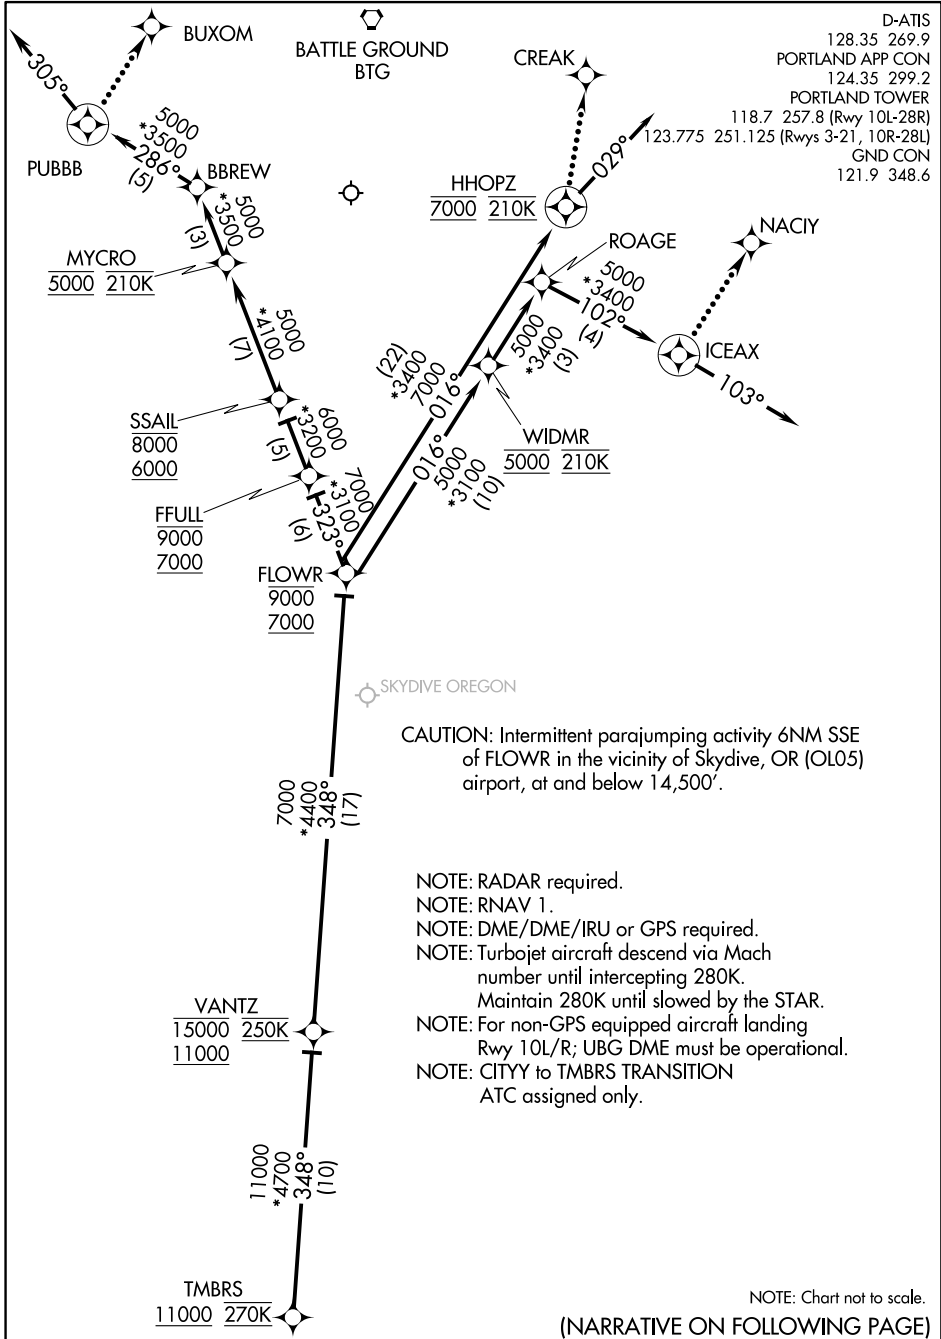 BUXOM
BATTLE GROUND
BTG
CREAK
D-ATIS
128.35 269.9
PORTLAND APP CON
124.35 299.2
PORTLAND TOWER
118.7 257.8 (Rwy 10L-28R)
123.775 251.125 (Rwys 3-21, 10R-28L)
GND CON
121.9 348.6
305°
PUBBB
5000
*3500
286°
(5)
BBREW
5000
*3500
(3)
MYCRO
5000 210K
HHOPZ
7000 210K
029°
NACIY
ROAGE
5000
*3400
102°
(4)
ICEAX
103°
5000
*4100
(7)
(22)
*3400
7000
016°
5000
*3400
(3)
WIDMR
5000 210K
016°
5000
*3100
(10)
SSAIL
8000
6000
6000
*3200
(5)
FFULL
9000
7000
7000
*3100
323°
(6)
FLOWR
9000
7000
SKYDIVE OREGON
CAUTION: Intermittent parajumping activity 6NM SSE
of FLOWR in the vicinity of Skydive, OR (OL05)
airport, at and below 14,500'.
7000
*4400
348°
(17)
NOTE: RADAR required.
NOTE: RNAV 1.
NOTE: DME/DME/IRU or GPS required.
NOTE: Turbojet aircraft descend via Mach
number until intercepting 280K.
Maintain 280K until slowed by the STAR.
NOTE: For non-GPS equipped aircraft landing
Rwy 10L/R; UBG DME must be operational.
NOTE: CITYY to TMBRS TRANSITION
ATC assigned only.
VANTZ
15000 250K
11000
11000
*4700
348°
(10)
TMBRS
11000 270K
NOTE: Chart not to scale.
(NARRATIVE ON FOLLOWING PAGE)